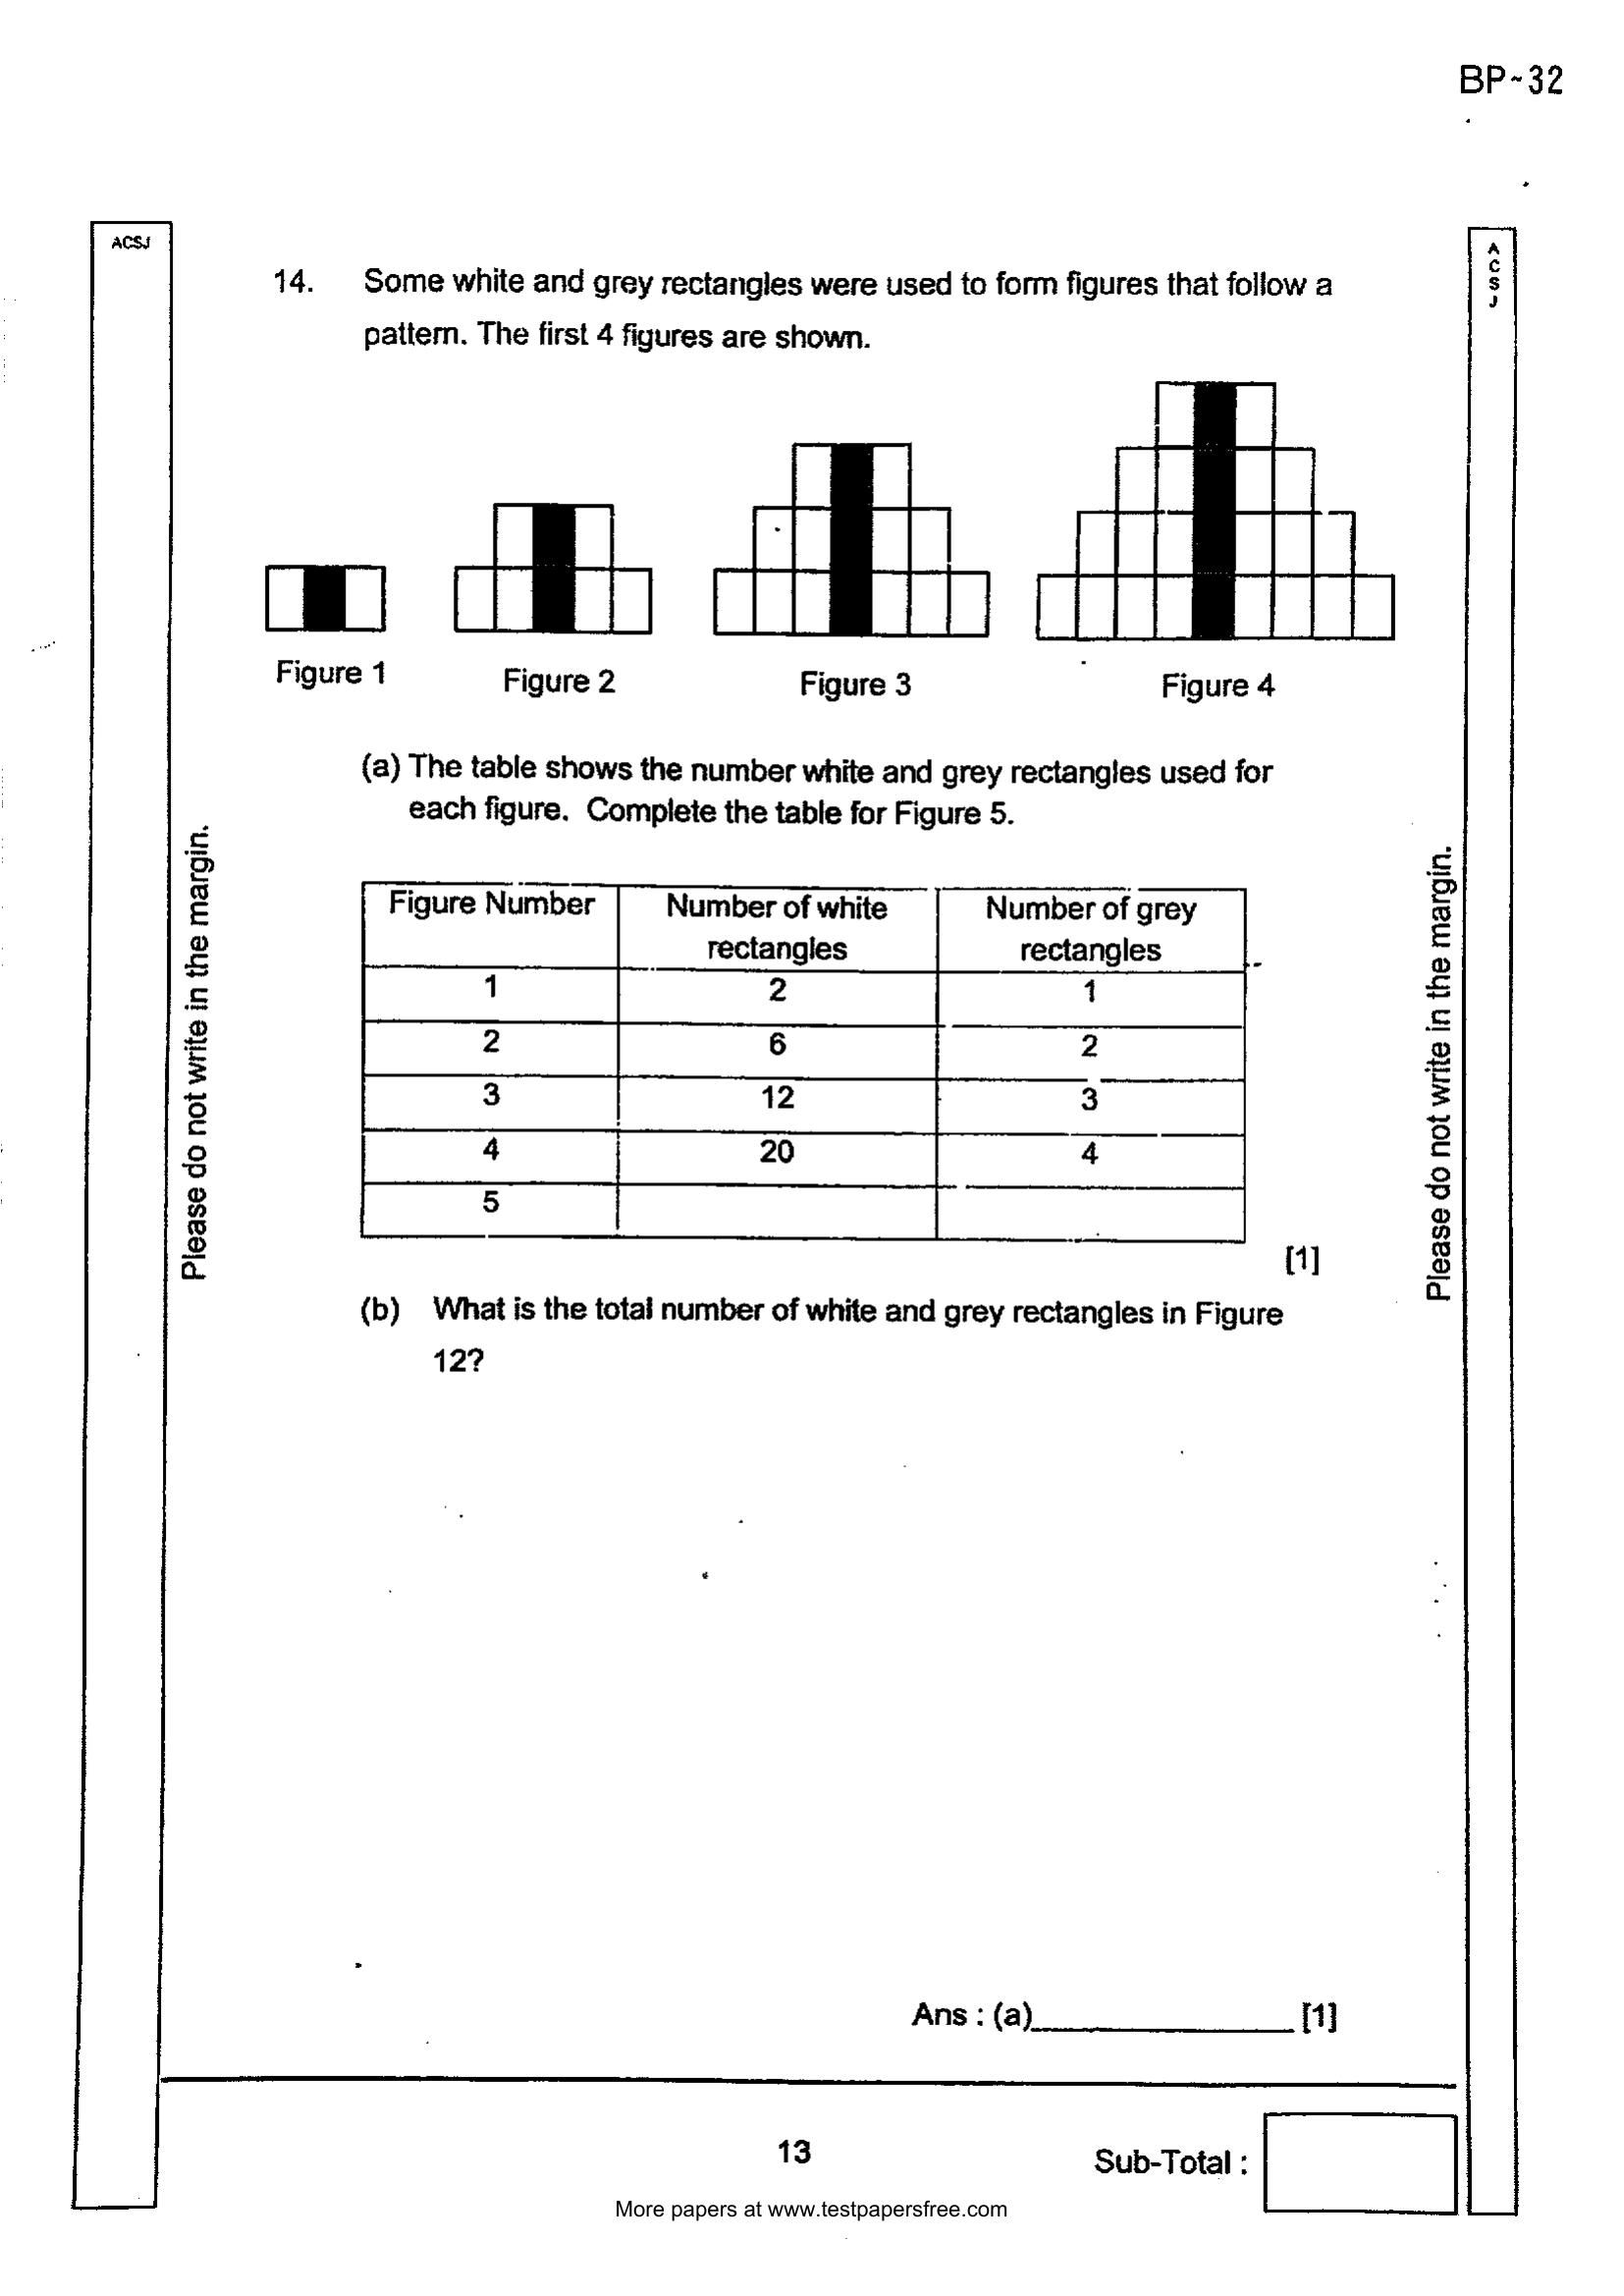 BP~32
ACSJ
A
C
S
J
14. Some white and grey rectangles were used to form figures that follow a
pattern. The first 4 figures are shown.
Figure 1
Figure 2
Figure 3
Figure 4
(a) The table shows the number white and grey rectangles used for
each figure. Complete the table for Figure 5.
Figure Number
Number of white
rectangles
Number of grey
rectangles
1 2 1
2 6 2
3 12 3
4 20 4
5
[1]
(b) What is the total number of white and grey rectangles in Figure
12?
Please do not write in the margin.
Please do not write in the margin.
Ans : (a)________________ [1]
13
Sub-Total :
More papers at www.testpapersfree.com